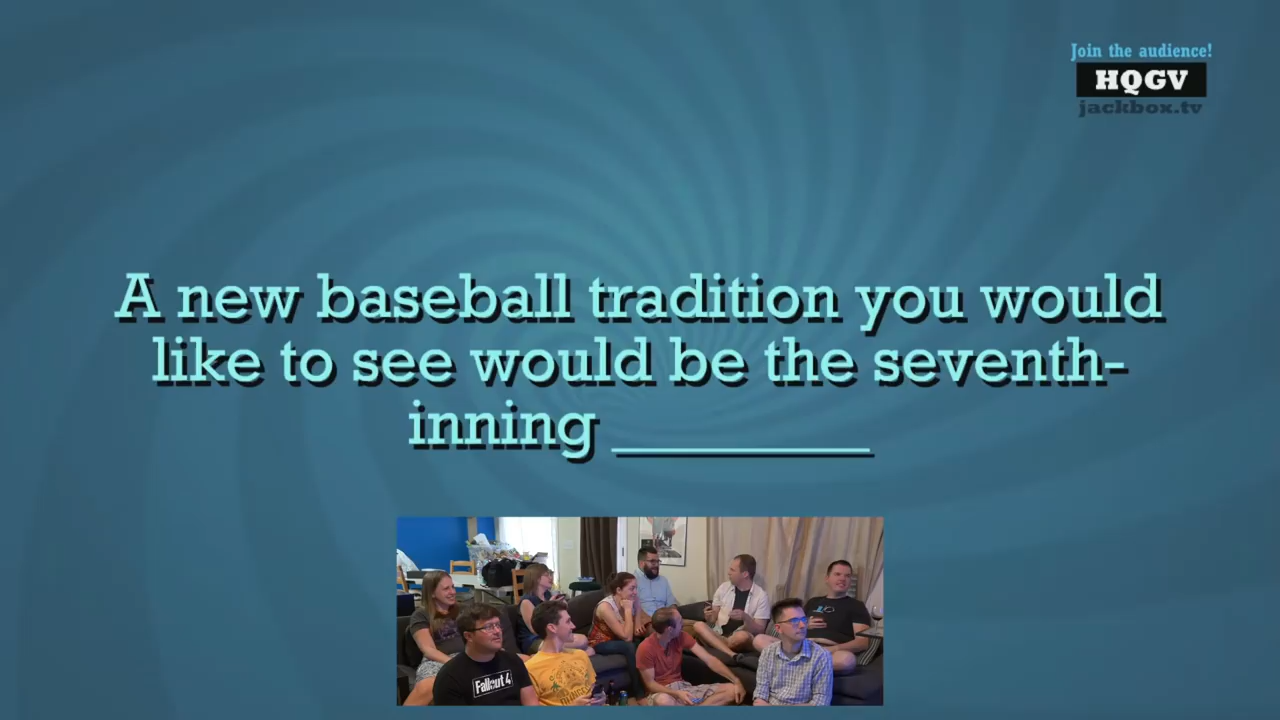 Join the audience!
HQGV
jackbox.tv
A new baseball tradition you would
like to see would be the seventh-
inning _________
Fallout 4